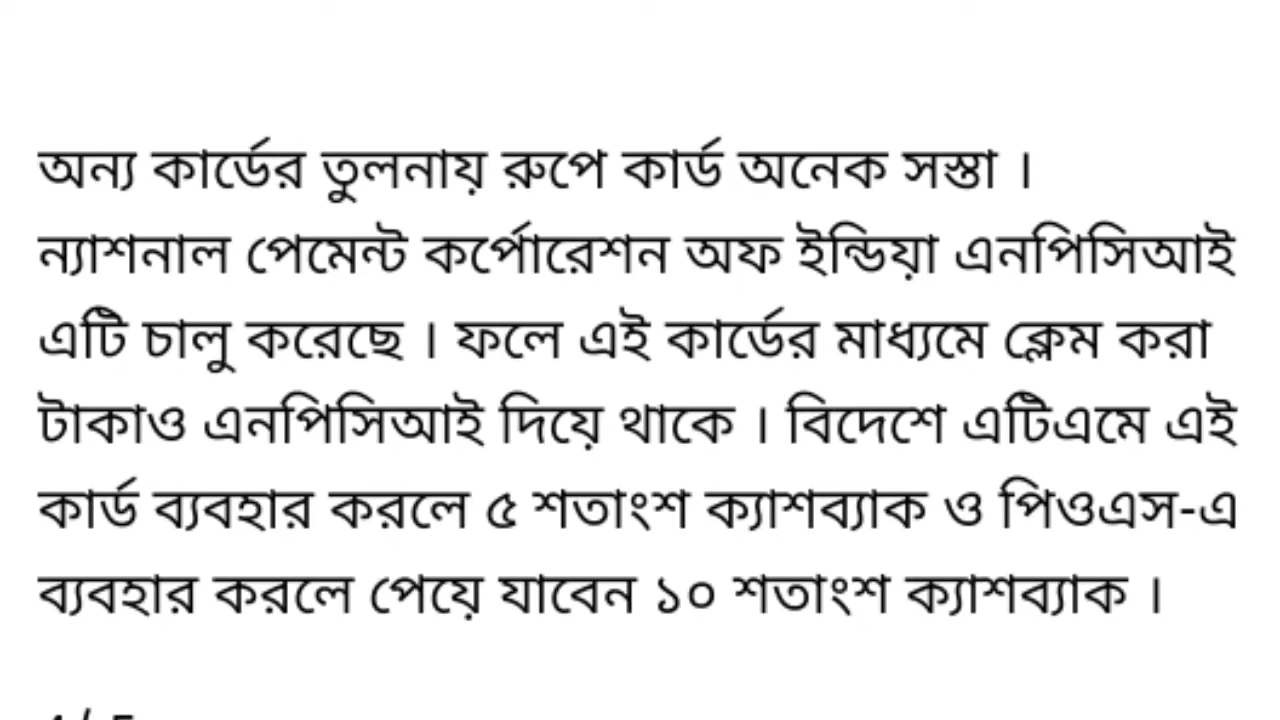 অন্য কার্ডের তুলনায় রুপে কার্ড অনেক সস্তা ।
ন্যাশনাল পেমেন্ট কর্পোরেশন অফ ইন্ডিয়া এনপিসিআই
এটি চালু করেছে । ফলে এই কার্ডের মাধ্যমে ক্লেম করা
টাকাও এনপিসিআই দিয়ে থাকে । বিদেশে এটিএমে এই
কার্ড ব্যবহার করলে ৫ শতাংশ ক্যাশব্যাক ও পিওএস-এ
ব্যবহার করলে পেয়ে যাবেন ১০ শতাংশ ক্যাশব্যাক ।